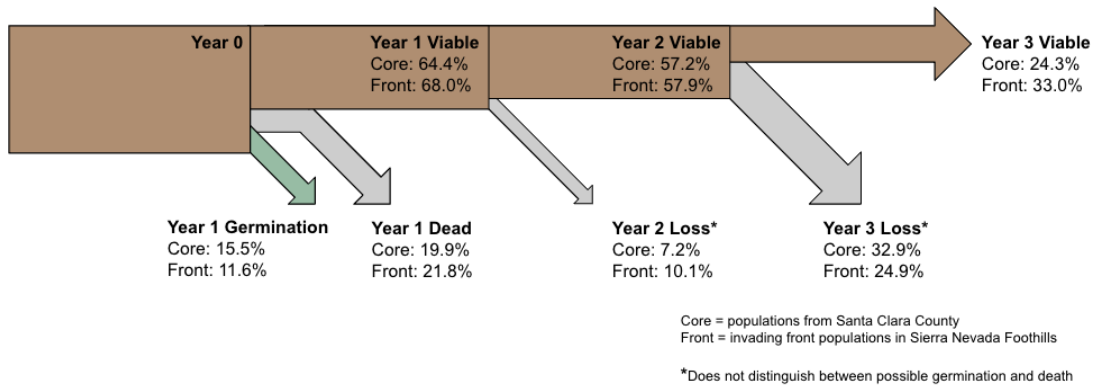 Year 0
Year 1 Viable
Core: 64.4%
Front: 68.0%
Year 2 Viable
Core: 57.2%
Front: 57.9%
Year 3 Viable
Core: 24.3%
Front: 33.0%
Year 1 Germination
Core: 15.5%
Front: 11.6%
Year 1 Dead
Core: 19.9%
Front: 21.8%
Year 2 Loss*
Core: 7.2%
Front: 10.1%
Year 3 Loss*
Core: 32.9%
Front: 24.9%
Core = populations from Santa Clara County
Front = invading front populations in Sierra Nevada Foothills
*Does not distinguish between possible germination and death